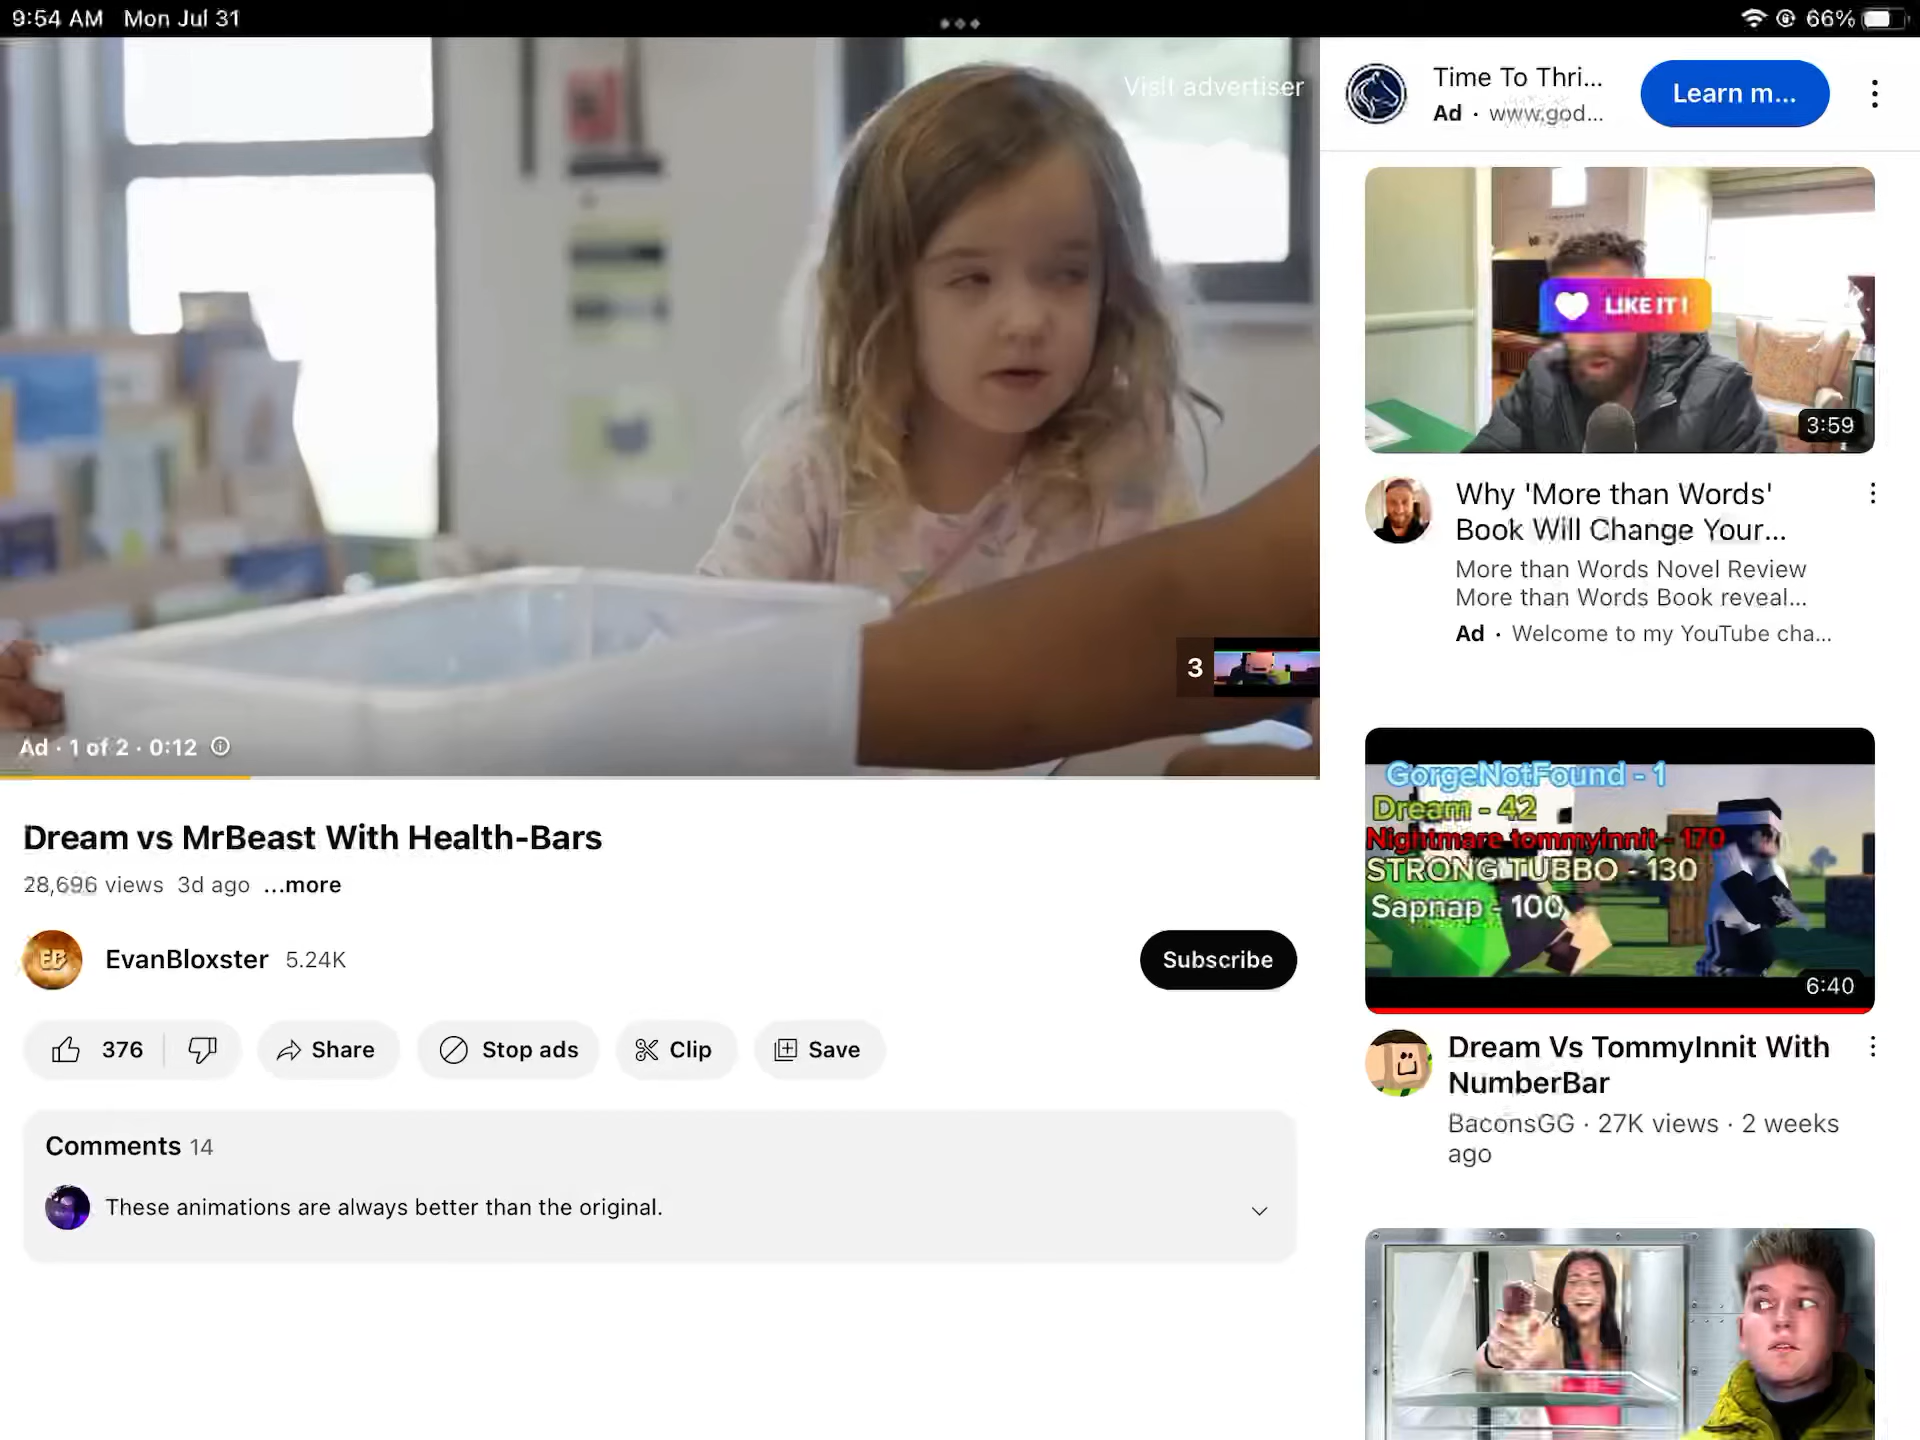 9:54 AM Mon Jul 31
66%
Visit advertiser
3
Ad · 1 of 2 · 0:12
Dream vs MrBeast With Health-Bars
28,696 views 3d ago ...more
EB
EvanBloxster 5.24K
Subscribe
376
Share
Stop ads
Clip
Save
Comments 14
These animations are always better than the original.
Time To Thri...
Ad · www.god...
Learn m...
LIKE IT!
3:59
Why 'More than Words'
Book Will Change Your...
More than Words Novel Review
More than Words Book reveal...
Ad · Welcome to my YouTube cha...
GorgeNotFound - 1
Dream - 42
Nightmare tommyinnit - 170
STRONG TUBBO - 130
Sapnap - 100
6:40
Dream Vs TommyInnit With
NumberBar
BaconsGG · 27K views · 2 weeks
ago